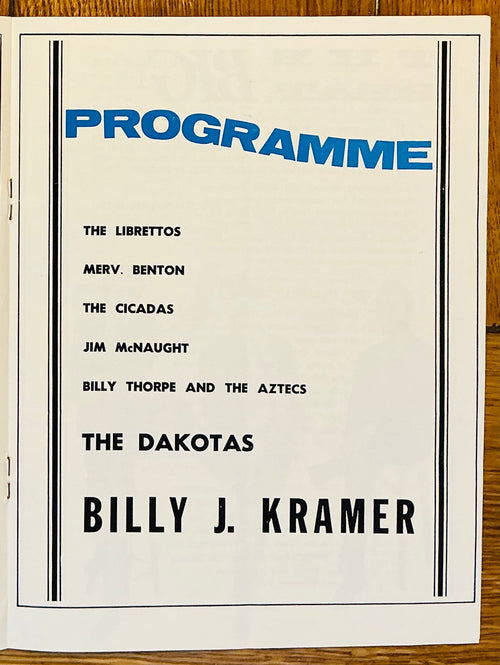 PROGRAMME
THE LIBRETTOS
MERV. BENTON
THE CICADAS
JIM McNAUGHT
BILLY THORPE AND THE AZTECS
THE DAKOTAS
BILLY J. KRAMER